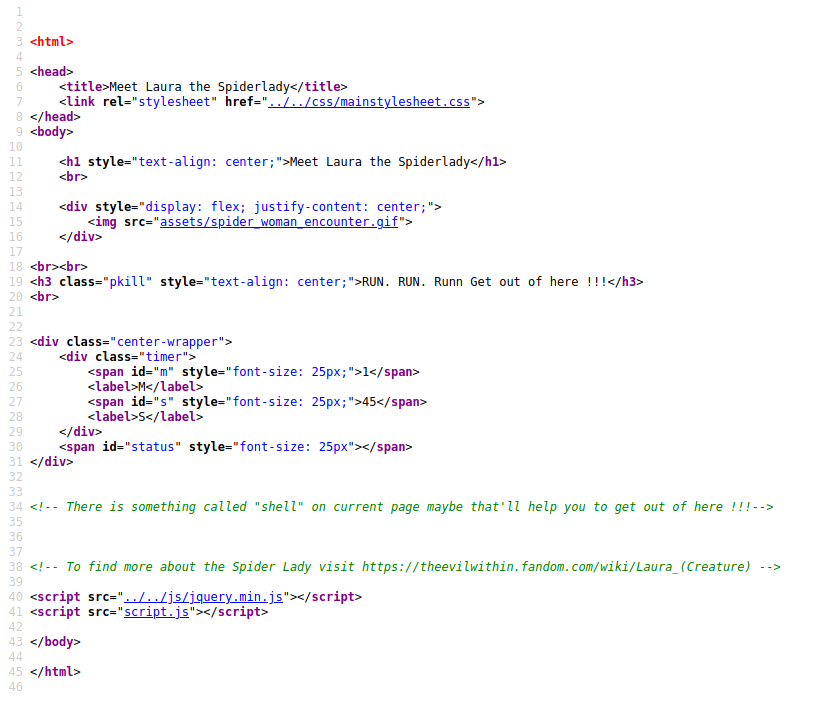 1
2
3 <html>
4
5 <head>
6     <title>Meet Laura the Spiderlady</title>
7     <link rel="stylesheet" href="../../css/mainstylesheet.css">
8 </head>
9 <body>
10
11     <h1 style="text-align: center;">Meet Laura the Spiderlady</h1>
12     <br>
13
14     <div style="display: flex; justify-content: center;">
15         <img src="assets/spider_woman_encounter.gif">
16     </div>
17
18 <br><br>
19 <h3 class="pkill" style="text-align: center;">RUN. RUN. Runn Get out of here !!!</h3>
20 <br>
21
22
23 <div class="center-wrapper">
24     <div class="timer">
25         <span id="m" style="font-size: 25px;">1</span>
26         <label>M</label>
27         <span id="s" style="font-size: 25px;">45</span>
28         <label>S</label>
29     </div>
30     <span id="status" style="font-size: 25px"></span>
31 </div>
32
33
34 <!-- There is something called "shell" on current page maybe that'll help you to get out of here !!!-->
35
36
37
38 <!-- To find more about the Spider Lady visit https://theevilwithin.fandom.com/wiki/Laura_(Creature) -->
39
40 <script src="../../js/jquery.min.js"></script>
41 <script src="script.js"></script>
42
43 </body>
44
45 </html>
46